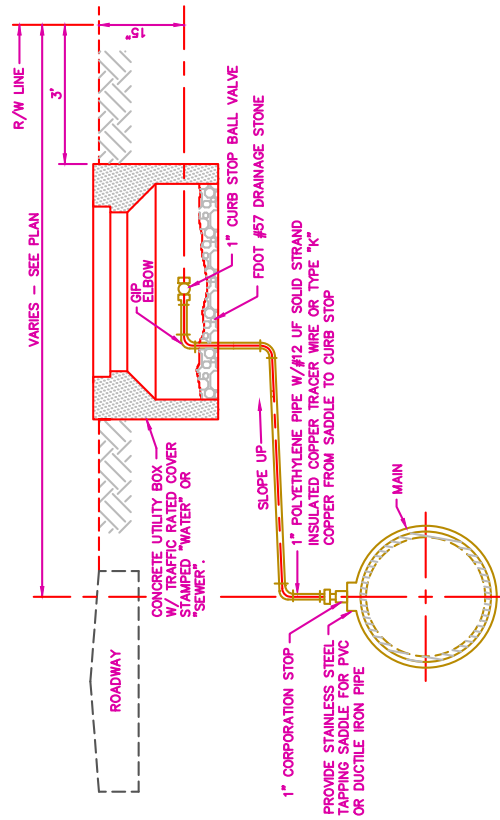 R/W LINE
VARIES - SEE PLAN
3'
15"
1" CURB STOP BALL VALVE
FDOT #57 DRAINAGE STONE
GIP
ELBOW
CONCRETE UTILITY BOX
W/ TRAFFIC RATED COVER
STAMPED "WATER" OR
"SEWER".
ROADWAY
SLOPE UP
1" POLYETHYLENE PIPE W/#12 UF SOLID STRAND
INSULATED COPPER TRACER WIRE OR TYPE "K"
COPPER FROM SADDLE TO CURB STOP
1" CORPORATION STOP
PROVIDE STAINLESS STEEL
TAPPING SADDLE FOR PVC
OR DUCTILE IRON PIPE
MAIN